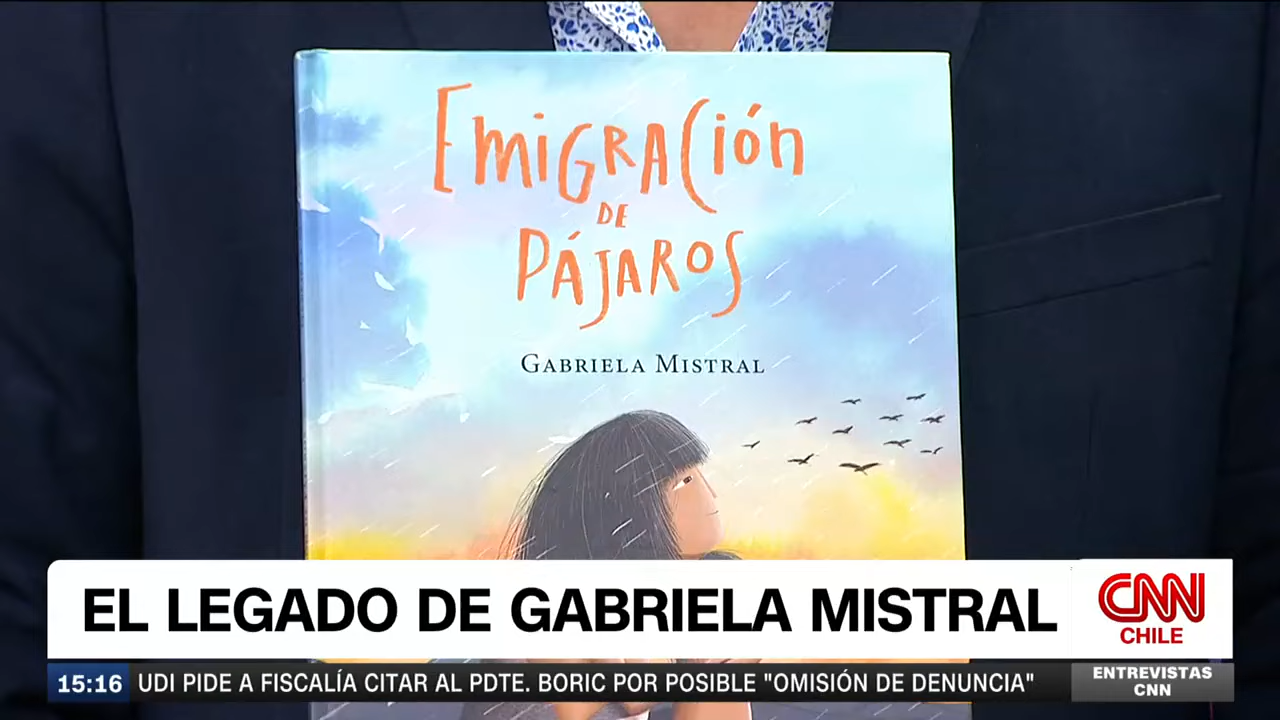 EMIGRACIÓN
DE
PÁJAROS
GABRIELA MISTRAL
EL LEGADO DE GABRIELA MISTRAL
CNN
CHILE
15:16 UDI PIDE A FISCALÍA CITAR AL PDTE. BORIC POR POSIBLE "OMISIÓN DE DENUNCIA"
ENTREVISTAS
CNN